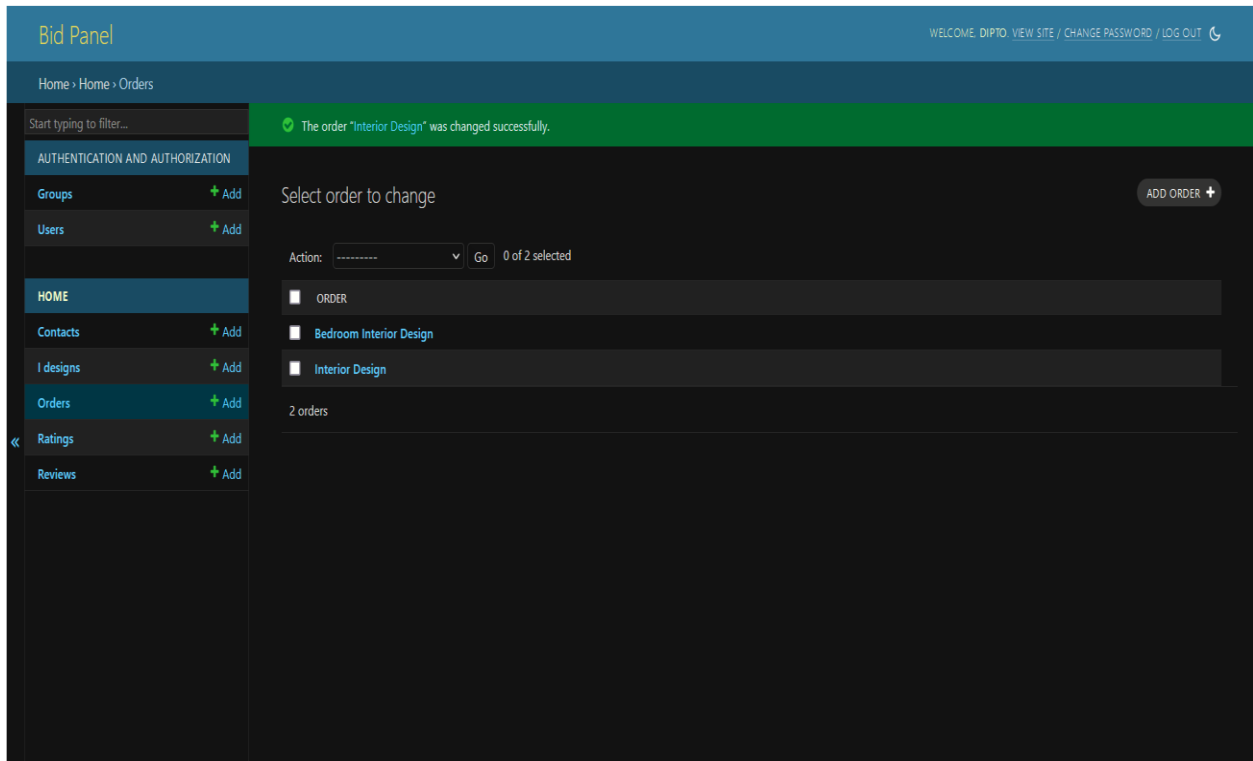 Bid Panel
WELCOME, DIPTO. VIEW SITE / CHANGE PASSWORD / LOG OUT
Home › Home › Orders
Start typing to filter...
The order “Interior Design” was changed successfully.
AUTHENTICATION AND AUTHORIZATION
Groups + Add
Users + Add
Select order to change
ADD ORDER +
Action: --------- Go 0 of 2 selected
HOME
Contacts + Add
I designs + Add
Orders + Add
Ratings + Add
Reviews + Add
ORDER
Bedroom Interior Design
Interior Design
2 orders
«